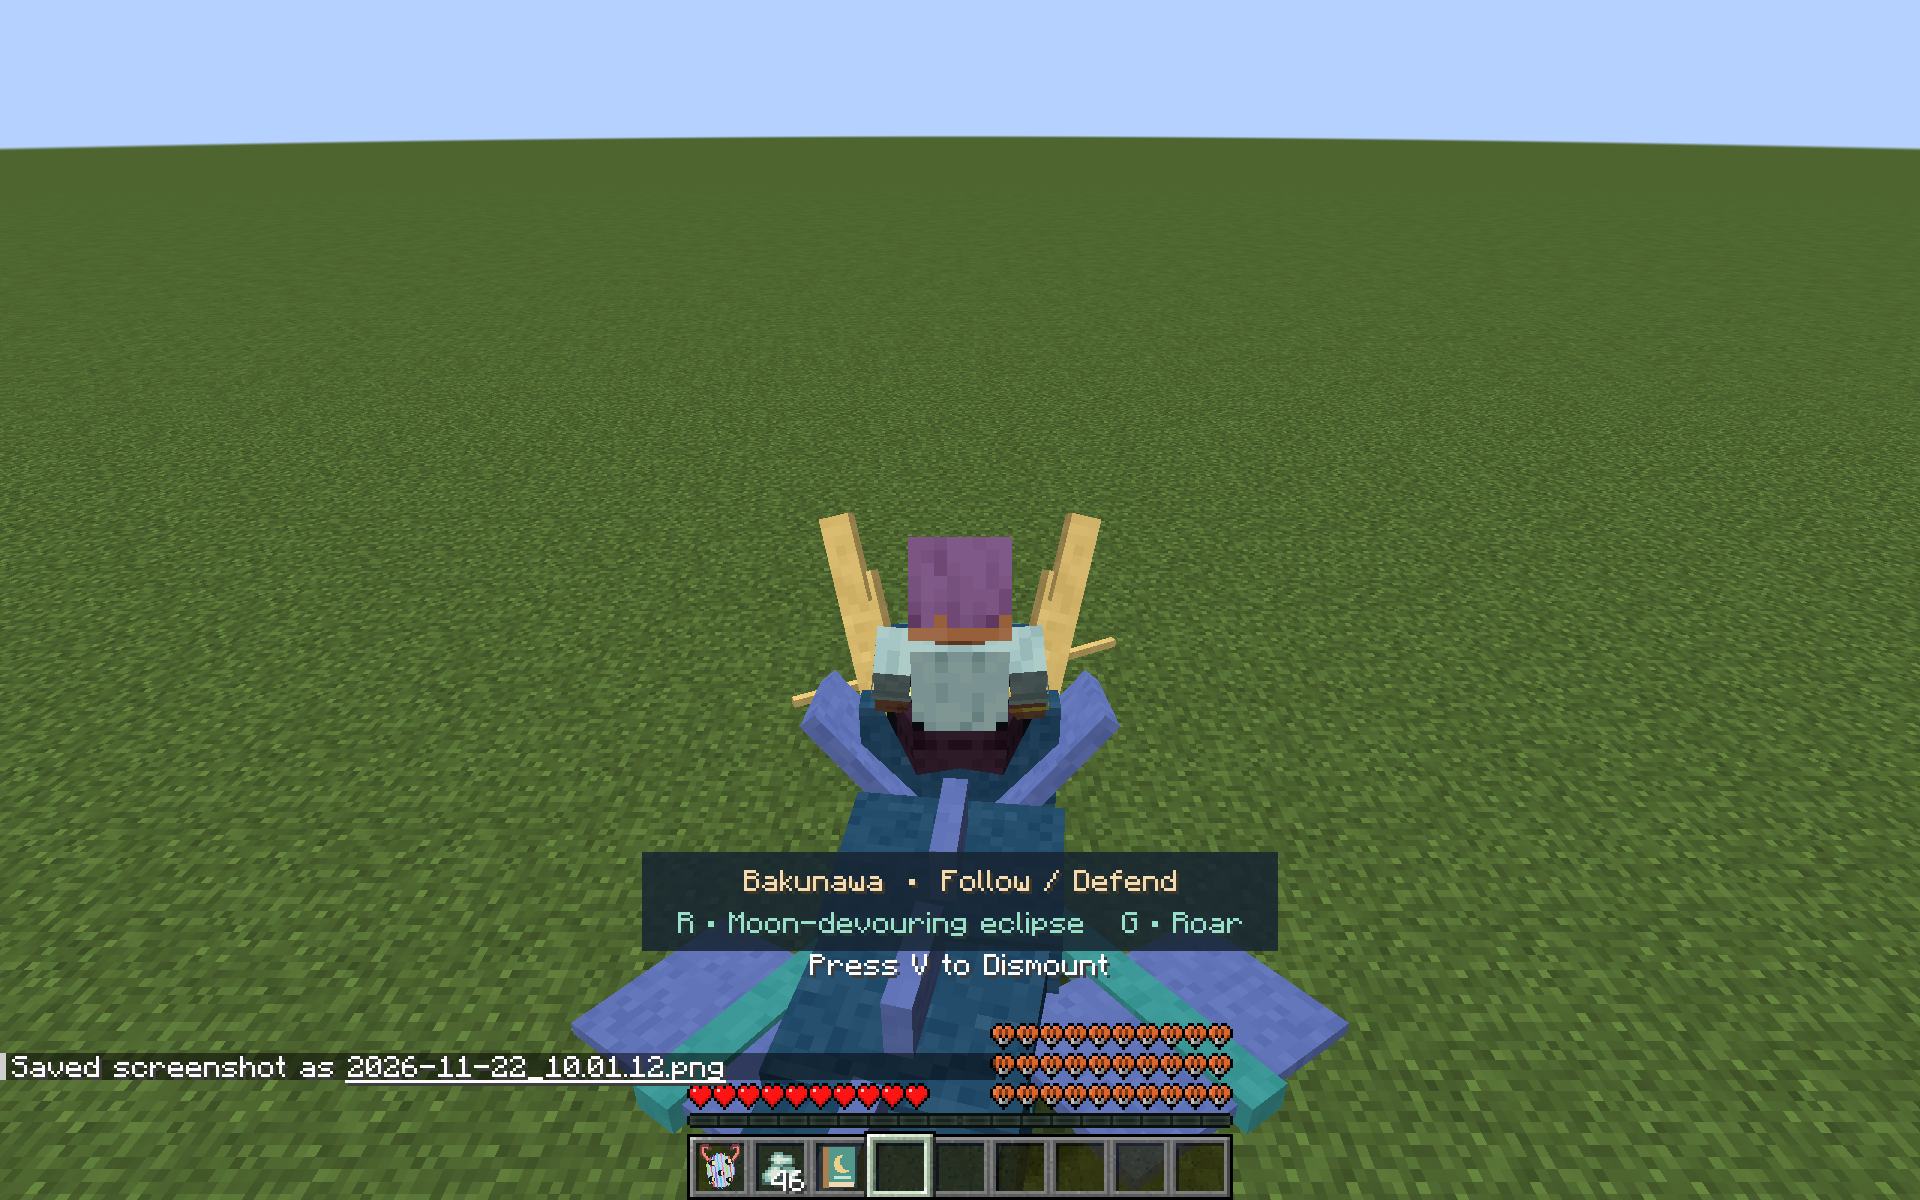 Bakunawa · Follow / Defend
R · Moon-devouring eclipse G · Roar
Press V to Dismount
Saved screenshot as 2026-11-22_10.01.12.png
46